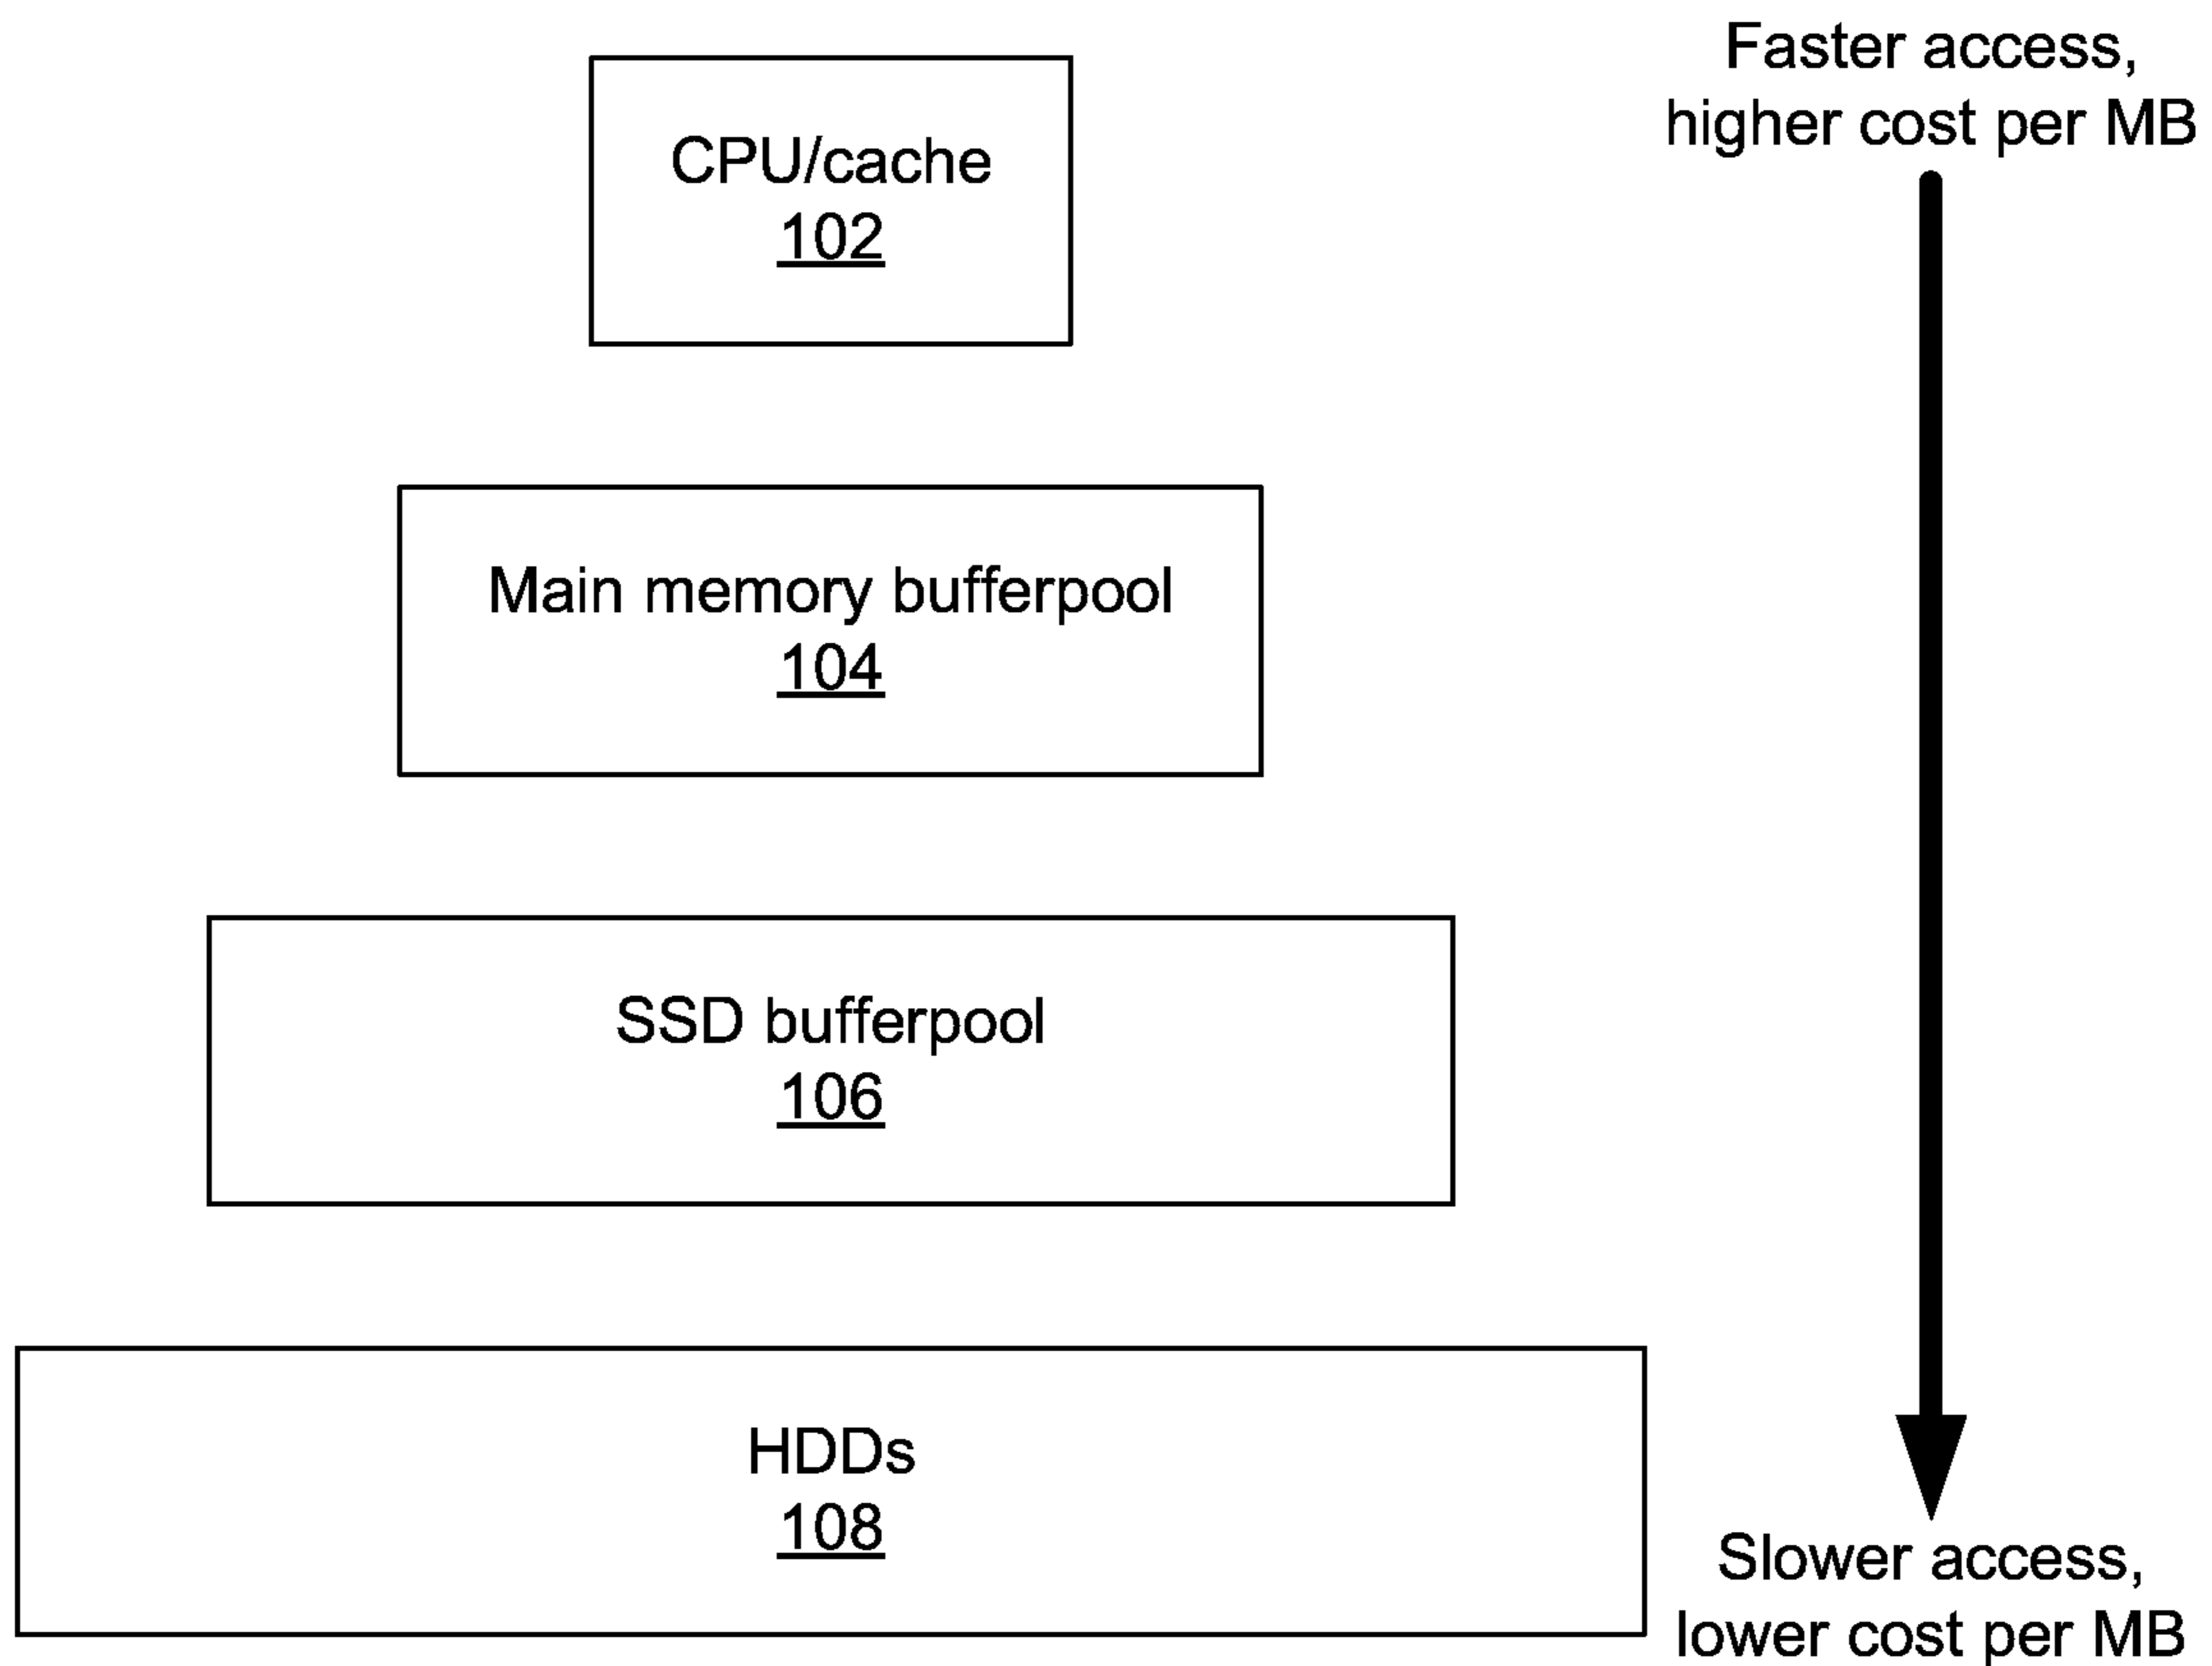 Faster access,
higher cost per MB
CPU/cache
102
Main memory bufferpool
104
SSD bufferpool
106
HDDs
108
Slower access,
lower cost per MB